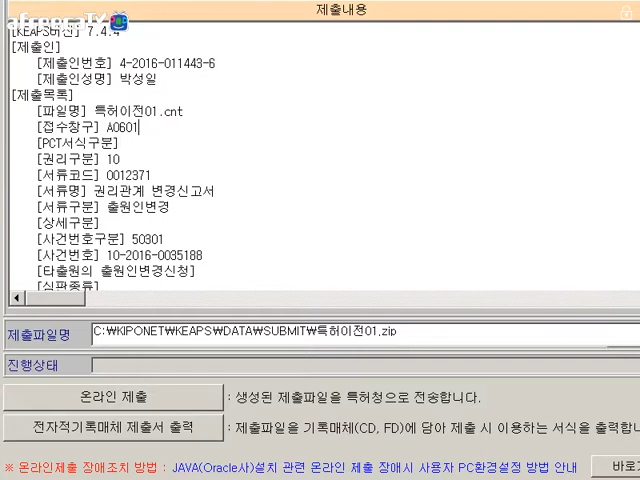 제출내용
afreecaTV
[KEAPS버전] 7.4.4
[제출인]
[제출인번호] 4-2016-011443-6
[제출인성명] 박성일
[제출목록]
[파일명] 특허이전01.cnt
[접수창구] A0601
[PCT서식구분]
[권리구분] 10
[서류코드] 0012371
[서류명] 권리관계 변경신고서
[서류구분] 출원인변경
[상세구분]
[사건번호구분] 50301
[사건번호] 10-2016-0035188
[타출원의 출원인변경신청]
[심판종류]
제출파일명 C:₩KIPONET₩KEAPS₩DATA₩SUBMIT₩특허이전01.zip
진행상태
온라인 제출 : 생성된 제출파일을 특허청으로 전송합니다.
전자적기록매체 제출서 출력 : 제출파일을 기록매체(CD, FD)에 담아 제출 시 이용하는 서식을 출력합니
※ 온라인제출 장애조치 방법 : JAVA(Oracle사)설치 관련 온라인 제출 장애시 사용자 PC환경설정 방법 안내 바로